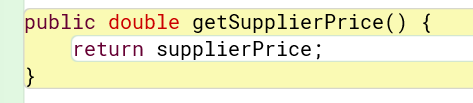 public double getSupplierPrice() {
    return supplierPrice;
}